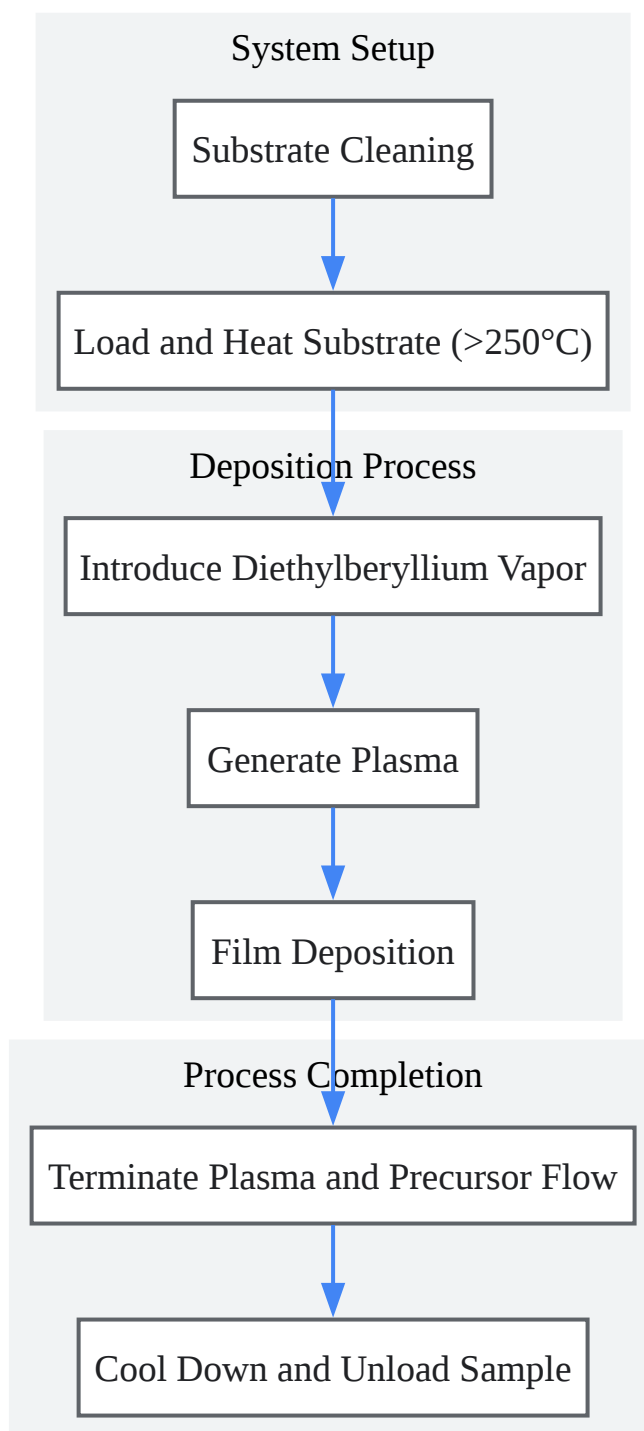 System Setup
Substrate Cleaning
Load and Heat Substrate (>250°C)
Deposition Process
Introduce Diethylberyllium Vapor
Generate Plasma
Film Deposition
Process Completion
Terminate Plasma and Precursor Flow
Cool Down and Unload Sample